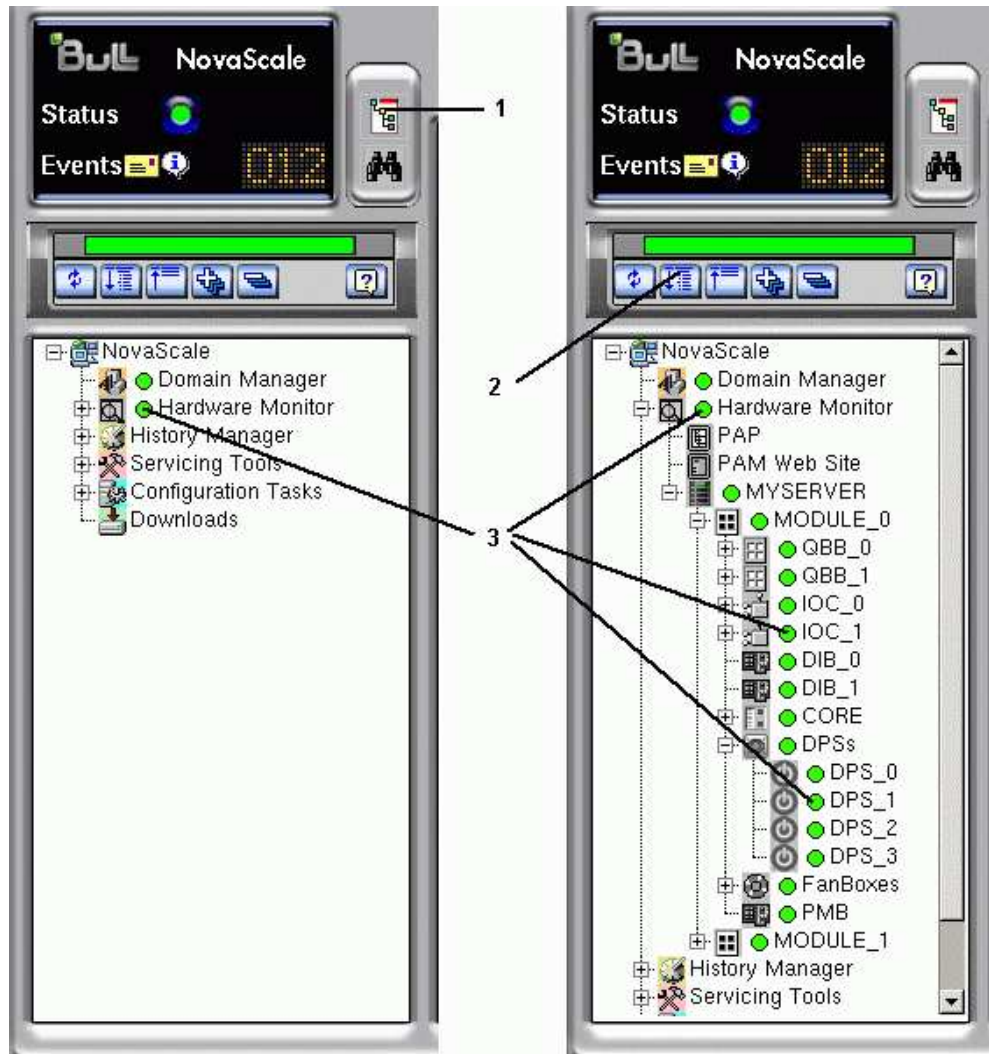 Bull NovaScale
Status
Events 012
1
NovaScale
Domain Manager
Hardware Monitor
History Manager
Servicing Tools
Configuration Tasks
Downloads
2
3
Bull NovaScale
Status
Events 012
NovaScale
Domain Manager
Hardware Monitor
PAP
PAM Web Site
MYSERVER
MODULE_0
QBB_0
QBB_1
IOC_0
IOC_1
DIB_0
DIB_1
CORE
DPSs
DPS_0
DPS_1
DPS_2
DPS_3
FanBoxes
PMB
MODULE_1
History Manager
Servicing Tools